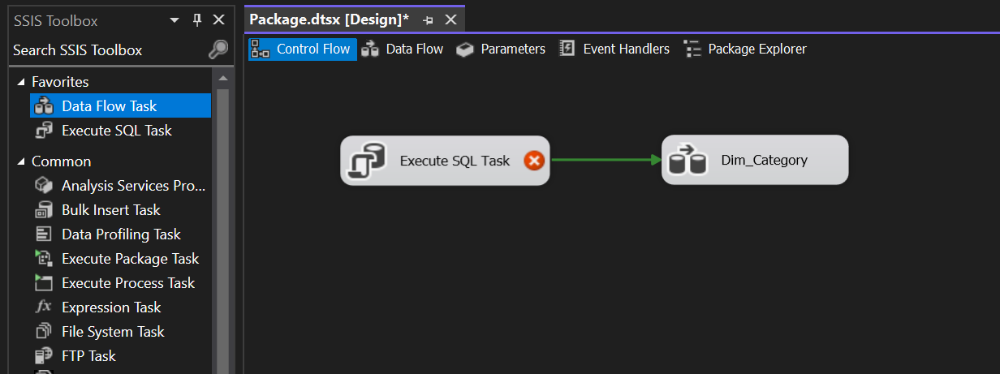 SSIS Toolbox
Search SSIS Toolbox
Favorites
Data Flow Task
Execute SQL Task
Common
Analysis Services Pro...
Bulk Insert Task
Data Profiling Task
Execute Package Task
Execute Process Task
Expression Task
File System Task
FTP Task
Package.dtsx [Design]*
Control Flow Data Flow Parameters Event Handlers Package Explorer
Execute SQL Task Dim_Category